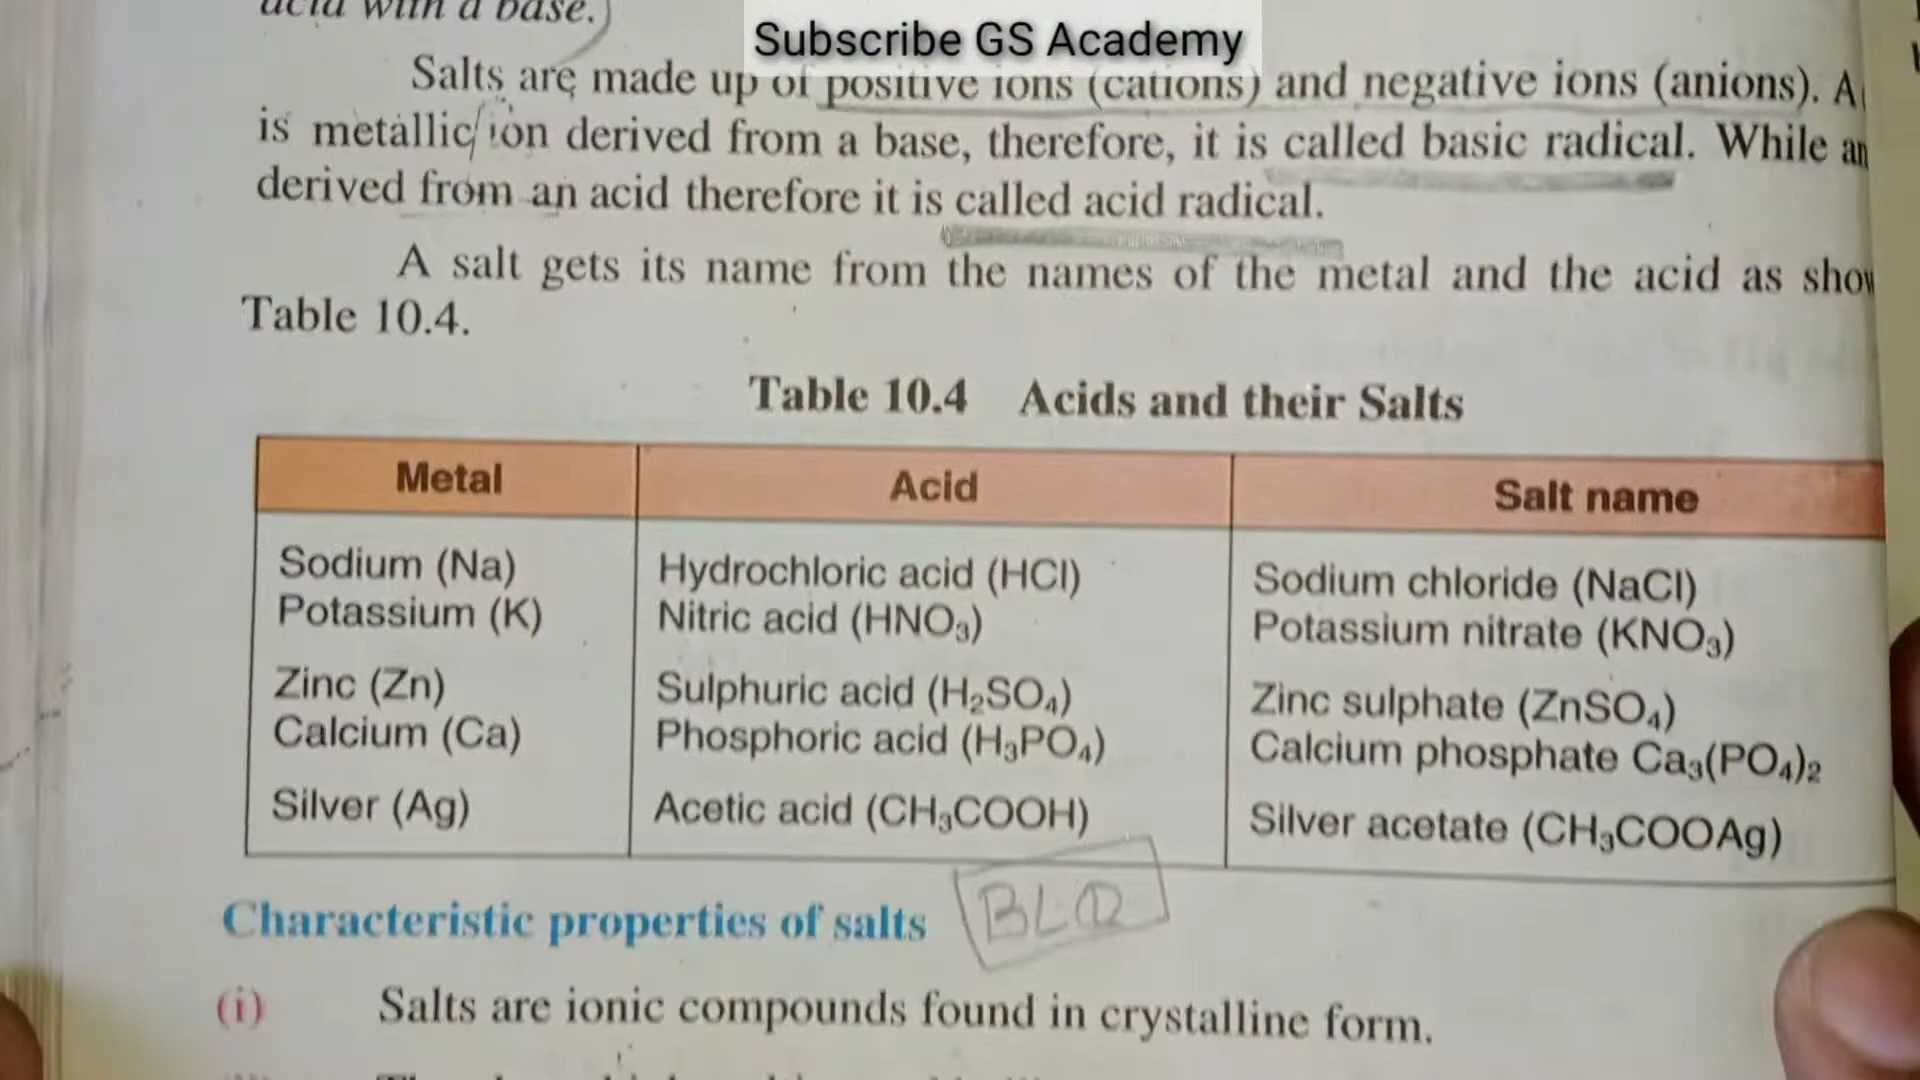 acid with a base.
Subscribe GS Academy
Salts are made up of positive ions (cations) and negative ions (anions). A
is metallic ion derived from a base, therefore, it is called basic radical. While an
derived from an acid therefore it is called acid radical.
A salt gets its name from the names of the metal and the acid as show
Table 10.4.
Table 10.4 Acids and their Salts
Metal Acid Salt name
Sodium (Na) Hydrochloric acid (HCl) Sodium chloride (NaCl)
Potassium (K) Nitric acid (HNO₃) Potassium nitrate (KNO₃)
Zinc (Zn) Sulphuric acid (H₂SO₄) Zinc sulphate (ZnSO₄)
Calcium (Ca) Phosphoric acid (H₃PO₄) Calcium phosphate Ca₃(PO₄)₂
Silver (Ag) Acetic acid (CH₃COOH) Silver acetate (CH₃COOAg)
Characteristic properties of salts BLQ
(i) Salts are ionic compounds found in crystalline form.